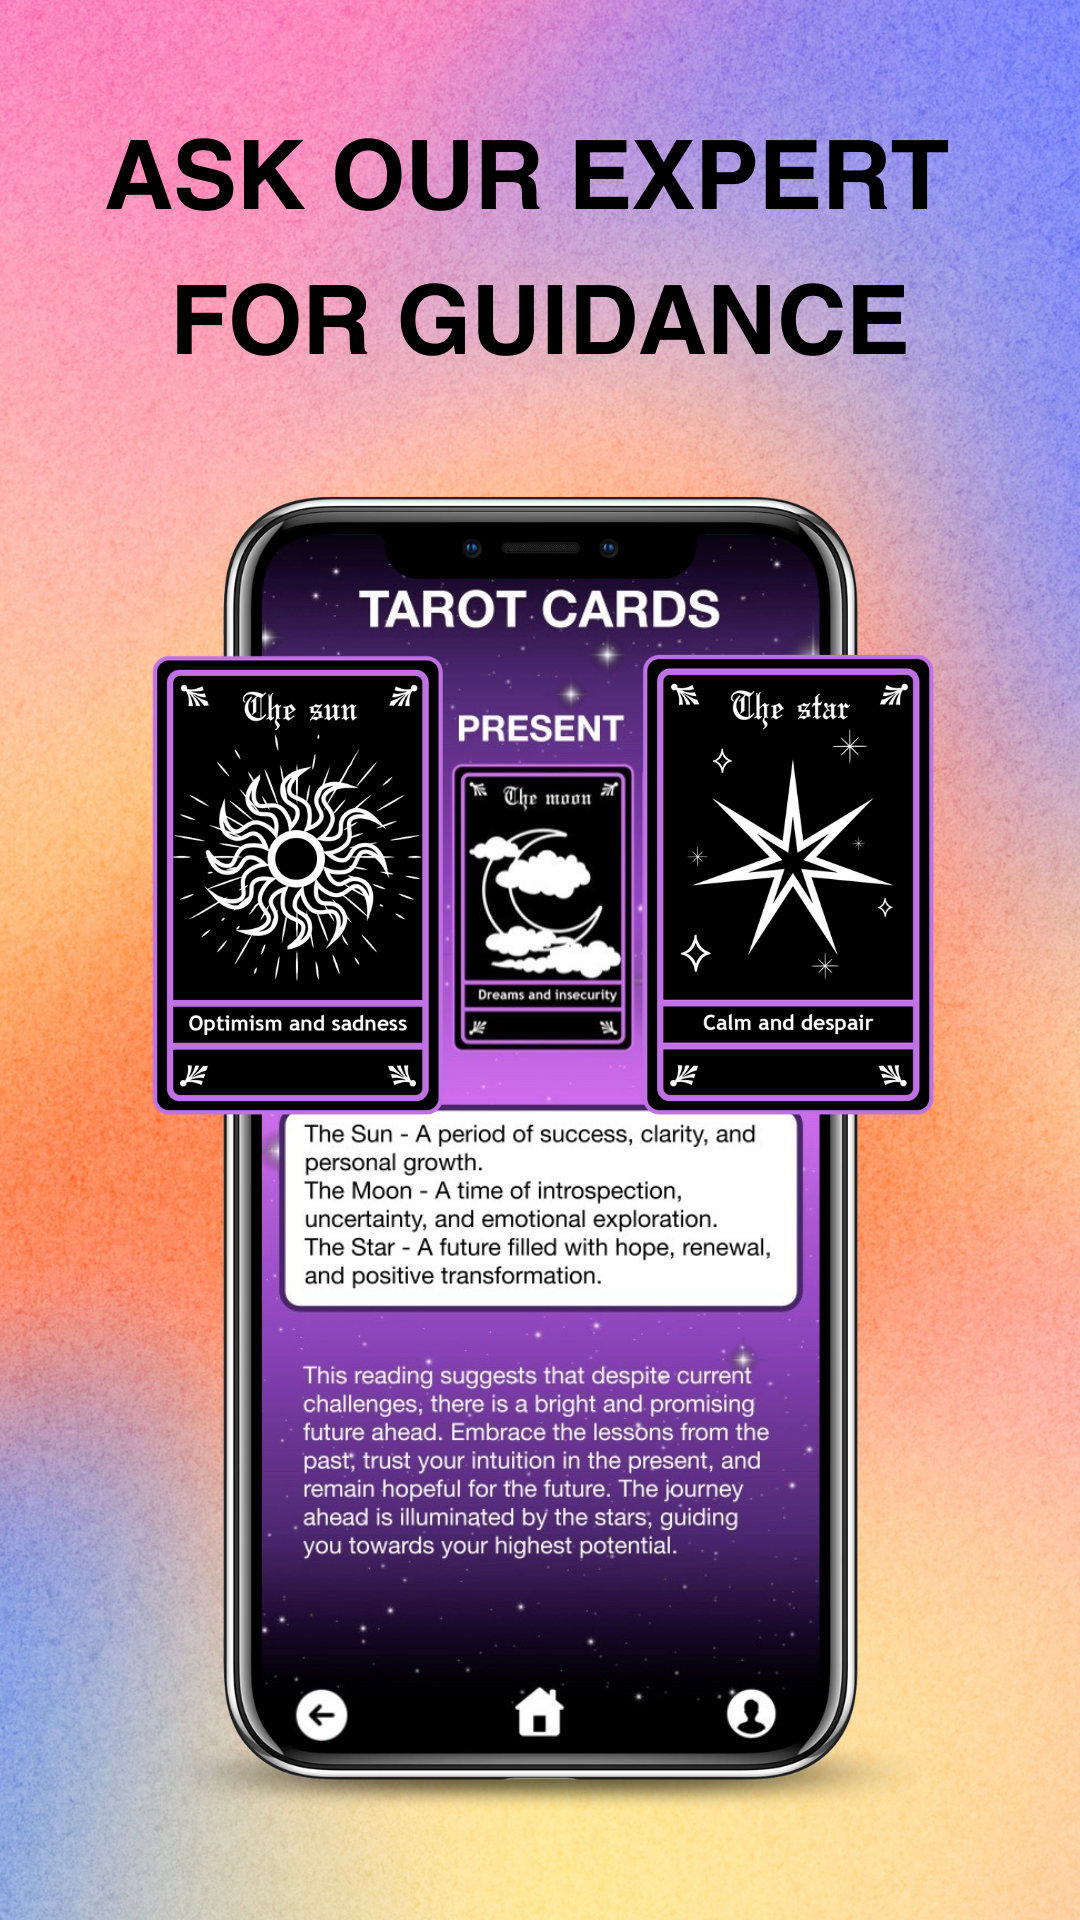 ASK OUR EXPERT
FOR GUIDANCE
TAROT CARDS
The sun
Optimism and sadness
PRESENT
The moon
Dreams and insecurity
The star
Calm and despair
The Sun - A period of success, clarity, and
personal growth.
The Moon - A time of introspection,
uncertainty, and emotional exploration.
The Star - A future filled with hope, renewal,
and positive transformation.
This reading suggests that despite current
challenges, there is a bright and promising
future ahead. Embrace the lessons from the
past, trust your intuition in the present, and
remain hopeful for the future. The journey
ahead is illuminated by the stars, guiding
you towards your highest potential.